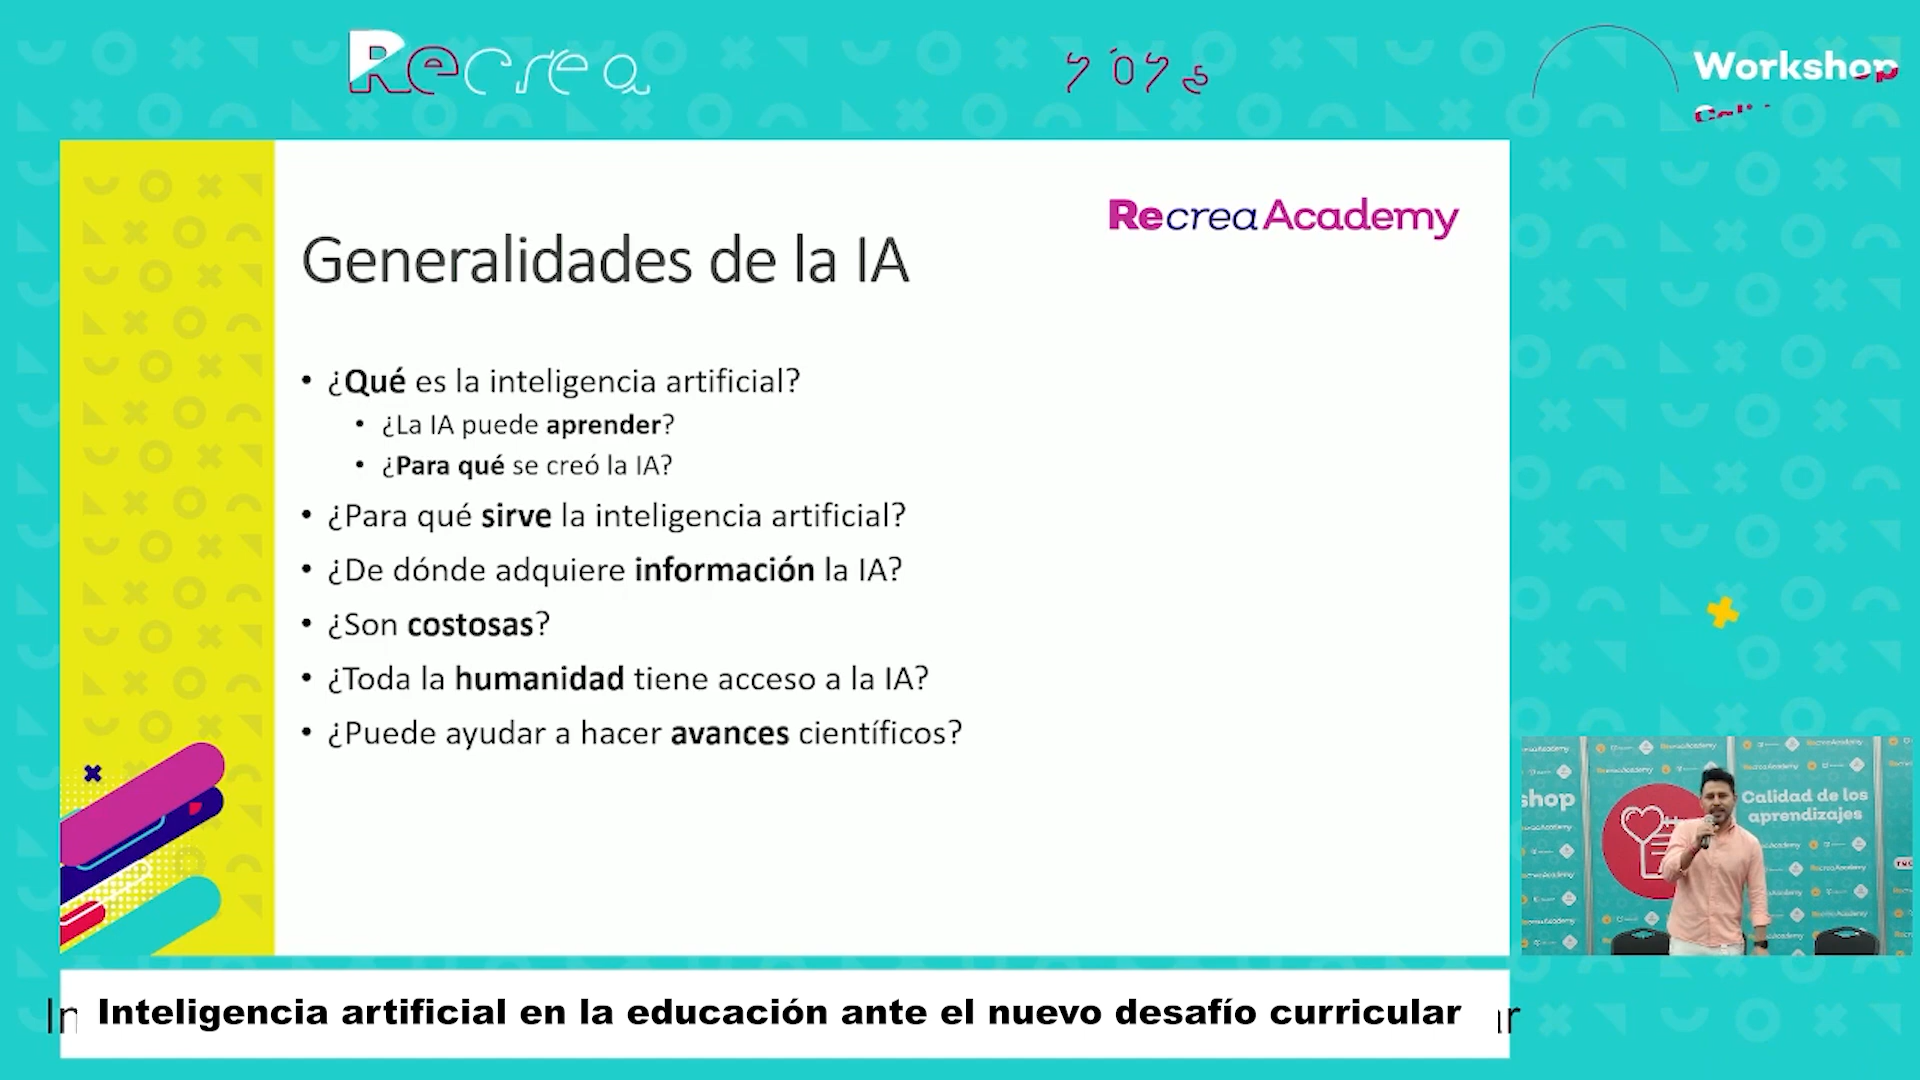 Recrea
Workshop
RecreaAcademy
Generalidades de la IA
• ¿Qué es la inteligencia artificial?
• ¿La IA puede aprender?
• ¿Para qué se creó la IA?
• ¿Para qué sirve la inteligencia artificial?
• ¿De dónde adquiere información la IA?
• ¿Son costosas?
• ¿Toda la humanidad tiene acceso a la IA?
• ¿Puede ayudar a hacer avances científicos?
shop
Calidad de los
aprendizajes
Inteligencia artificial en la educación ante el nuevo desafío curricular